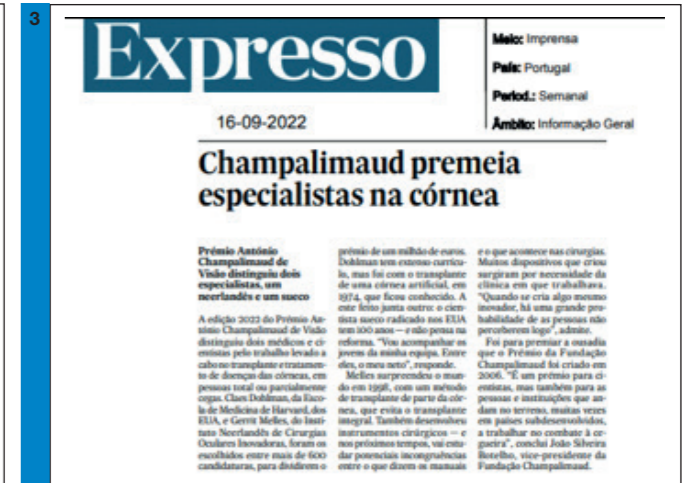 3
Expresso
Meio: Imprensa
País: Portugal
Period.: Semanal
Âmbito: Informação Geral
16-09-2022
Champalimaud premeia
especialistas na córnea
Prémio António
Champalimaud de
Visão distinguiu dois
especialistas, um
neerlandês e um sueco
A edição 2022 do Prémio An-
tónio Champalimaud de Visão
distinguiu dois médicos e ci-
entistas pelo trabalho levado a
cabo no transplante e tratamen-
to de doenças das córneas, em
pessoas total ou parcialmente
cegas. Claes Dohlman, da Esco-
la de Medicina de Harvard, dos
EUA, e Gerrit Melles, do Insti-
tuto Neerlandês de Cirurgias
Oculares Inovadoras, foram os
escolhidos entre mais de 600
candidaturas, para dividirem o
prémio de um milhão de euros.
Dohlman tem extenso currícu-
lo, mas foi com o transplante
de uma córnea artificial, em
1974, que ficou conhecido. A
este feito junta outro: o cien-
tista sueco radicado nos EUA
tem 100 anos — e não pensa na
reforma. "Vou acompanhar os
jovens da minha equipa. Entre
eles, o meu neto", responde.
Melles surpreendeu o mun-
do em 1998, com um método
de transplante de parte da cór-
nea, que evita o transplante
integral. Também desenvolveu
instrumentos cirúrgicos — e
nos próximos tempos, vai estu-
dar potenciais incongruências
entre o que dizem os manuais
e o que acontece nas cirurgias.
Muitos dispositivos que criou
surgiram por necessidade da
clínica em que trabalhava.
"Quando se cria algo mesmo
inovador, há uma grande pro-
babilidade de as pessoas não
perceberem logo", admite.
Foi para premiar a ousadia
que o Prémio da Fundação
Champalimaud foi criado em
2006. "É um prémio para ci-
entistas, mas também para as
pessoas e instituições que an-
dam no terreno, muitas vezes
em países subdesenvolvidos,
a trabalhar no combate à ce-
gueira", conclui João Silveira
Botelho, vice-presidente da
Fundação Champalimaud.